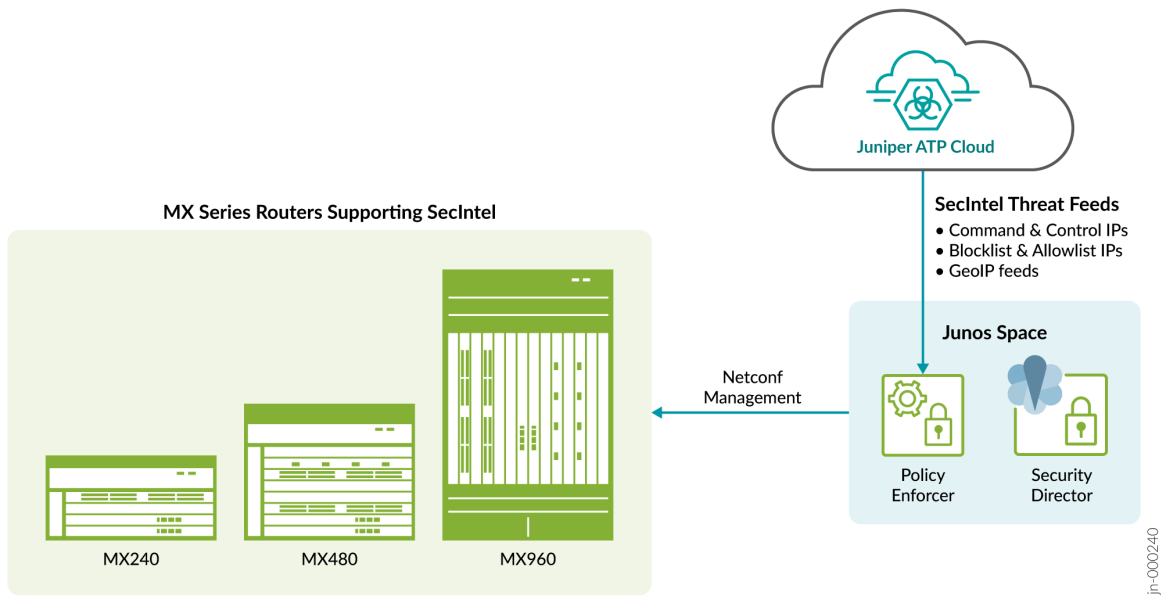 Juniper ATP Cloud
SecIntel Threat Feeds
• Command & Control IPs
• Blocklist & Allowlist IPs
• GeoIP feeds
MX Series Routers Supporting SecIntel
MX240
MX480
MX960
Netconf
Management
Junos Space
Policy
Enforcer
Security
Director
jn-000240